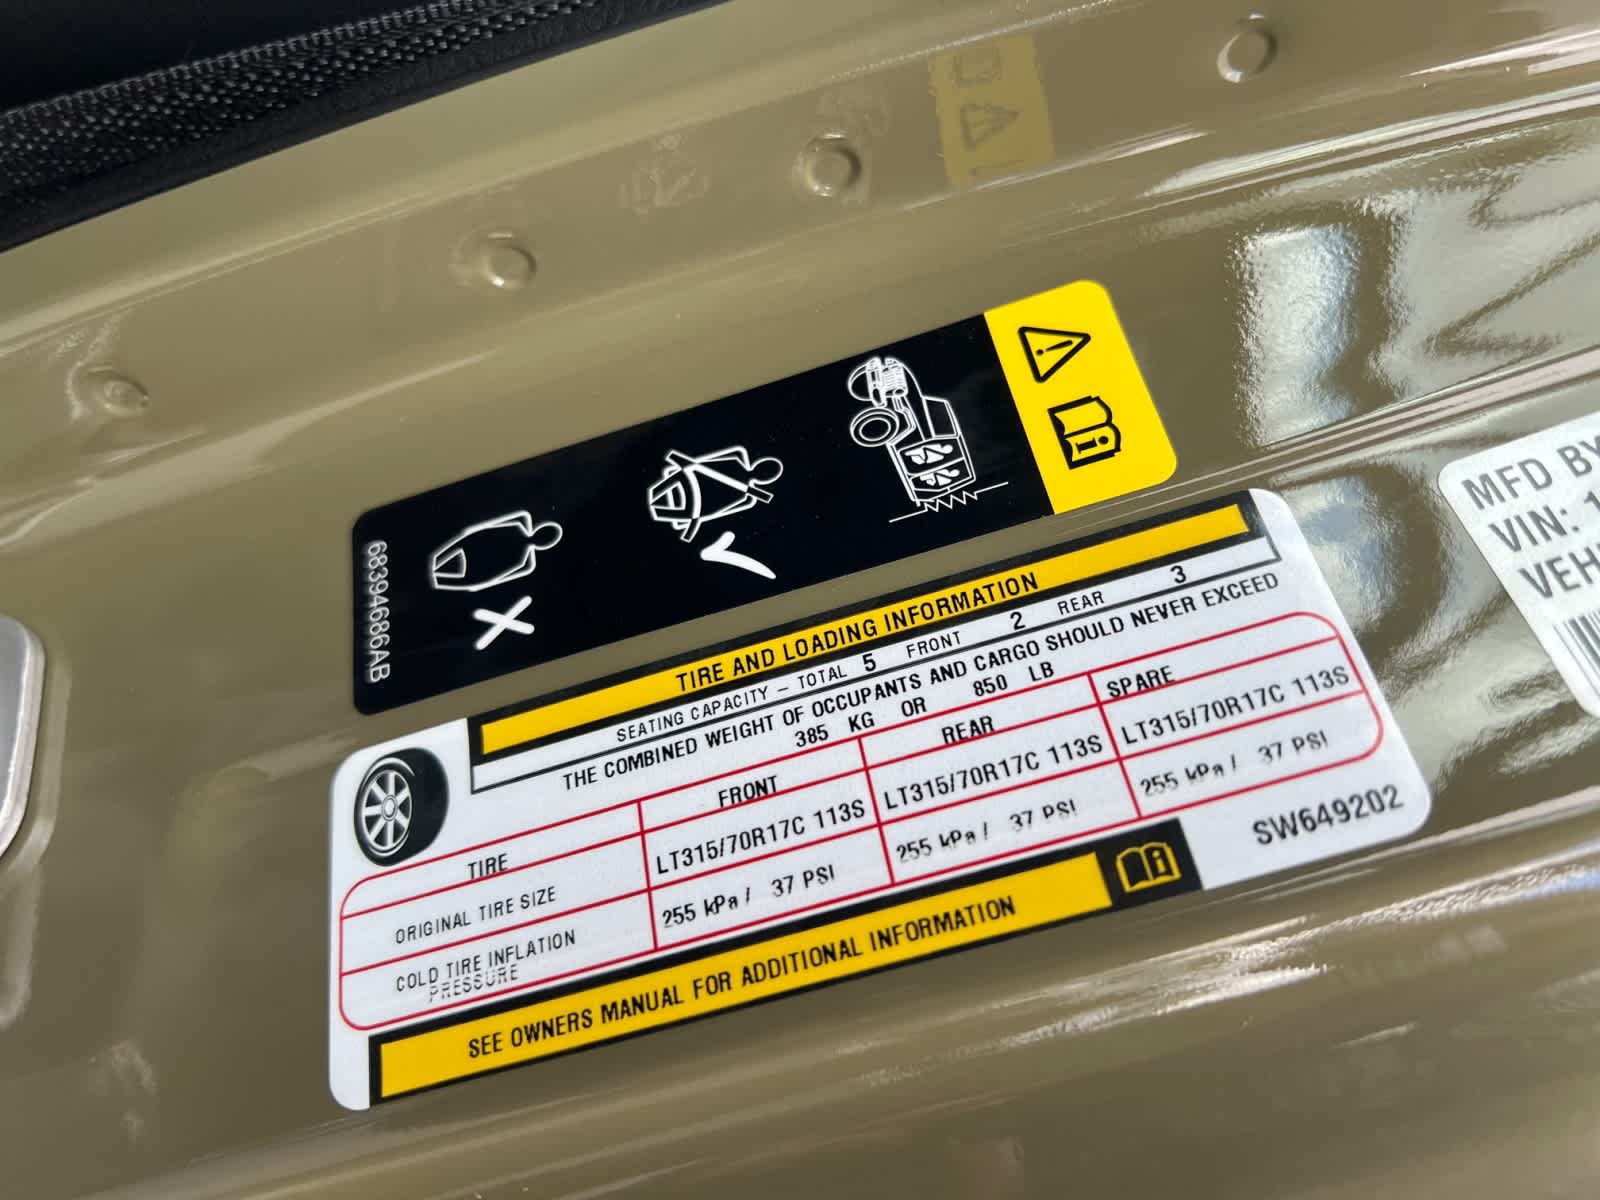 68394686AB
TIRE AND LOADING INFORMATION
SEATING CAPACITY – TOTAL 5 FRONT 2 REAR 3
THE COMBINED WEIGHT OF OCCUPANTS AND CARGO SHOULD NEVER EXCEED
385 KG OR 850 LB
TIRE FRONT REAR SPARE
ORIGINAL TIRE SIZE LT315/70R17C 113S LT315/70R17C 113S LT315/70R17C 113S
COLD TIRE INFLATION PRESSURE 255 kPa / 37 PSI 255 kPa / 37 PSI 255 kPa / 37 PSI
SEE OWNERS MANUAL FOR ADDITIONAL INFORMATION
SW649202
MFD BY
VIN: 1
VEH